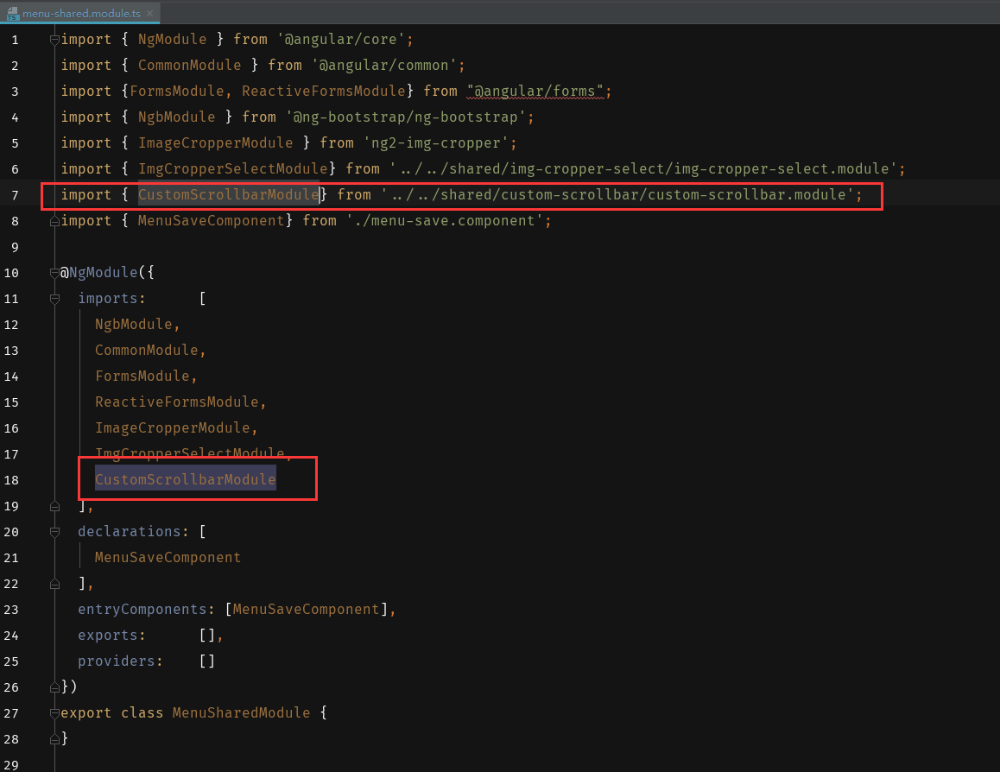 menu-shared.module.ts
1 import { NgModule } from '@angular/core';
2 import { CommonModule } from '@angular/common';
3 import {FormsModule, ReactiveFormsModule} from "@angular/forms";
4 import { NgbModule } from '@ng-bootstrap/ng-bootstrap';
5 import { ImageCropperModule } from 'ng2-img-cropper';
6 import { ImgCropperSelectModule} from '../../shared/img-cropper-select/img-cropper-select.module';
7 import { CustomScrollbarModule} from '../../shared/custom-scrollbar/custom-scrollbar.module';
8 import { MenuSaveComponent} from './menu-save.component';
9
10 @NgModule({
11   imports:      [
12     NgbModule,
13     CommonModule,
14     FormsModule,
15     ReactiveFormsModule,
16     ImageCropperModule,
17     ImgCropperSelectModule,
18     CustomScrollbarModule
19   ],
20   declarations: [
21     MenuSaveComponent
22   ],
23   entryComponents: [MenuSaveComponent],
24   exports:      [],
25   providers:    []
26 })
27 export class MenuSharedModule {
28 }
29